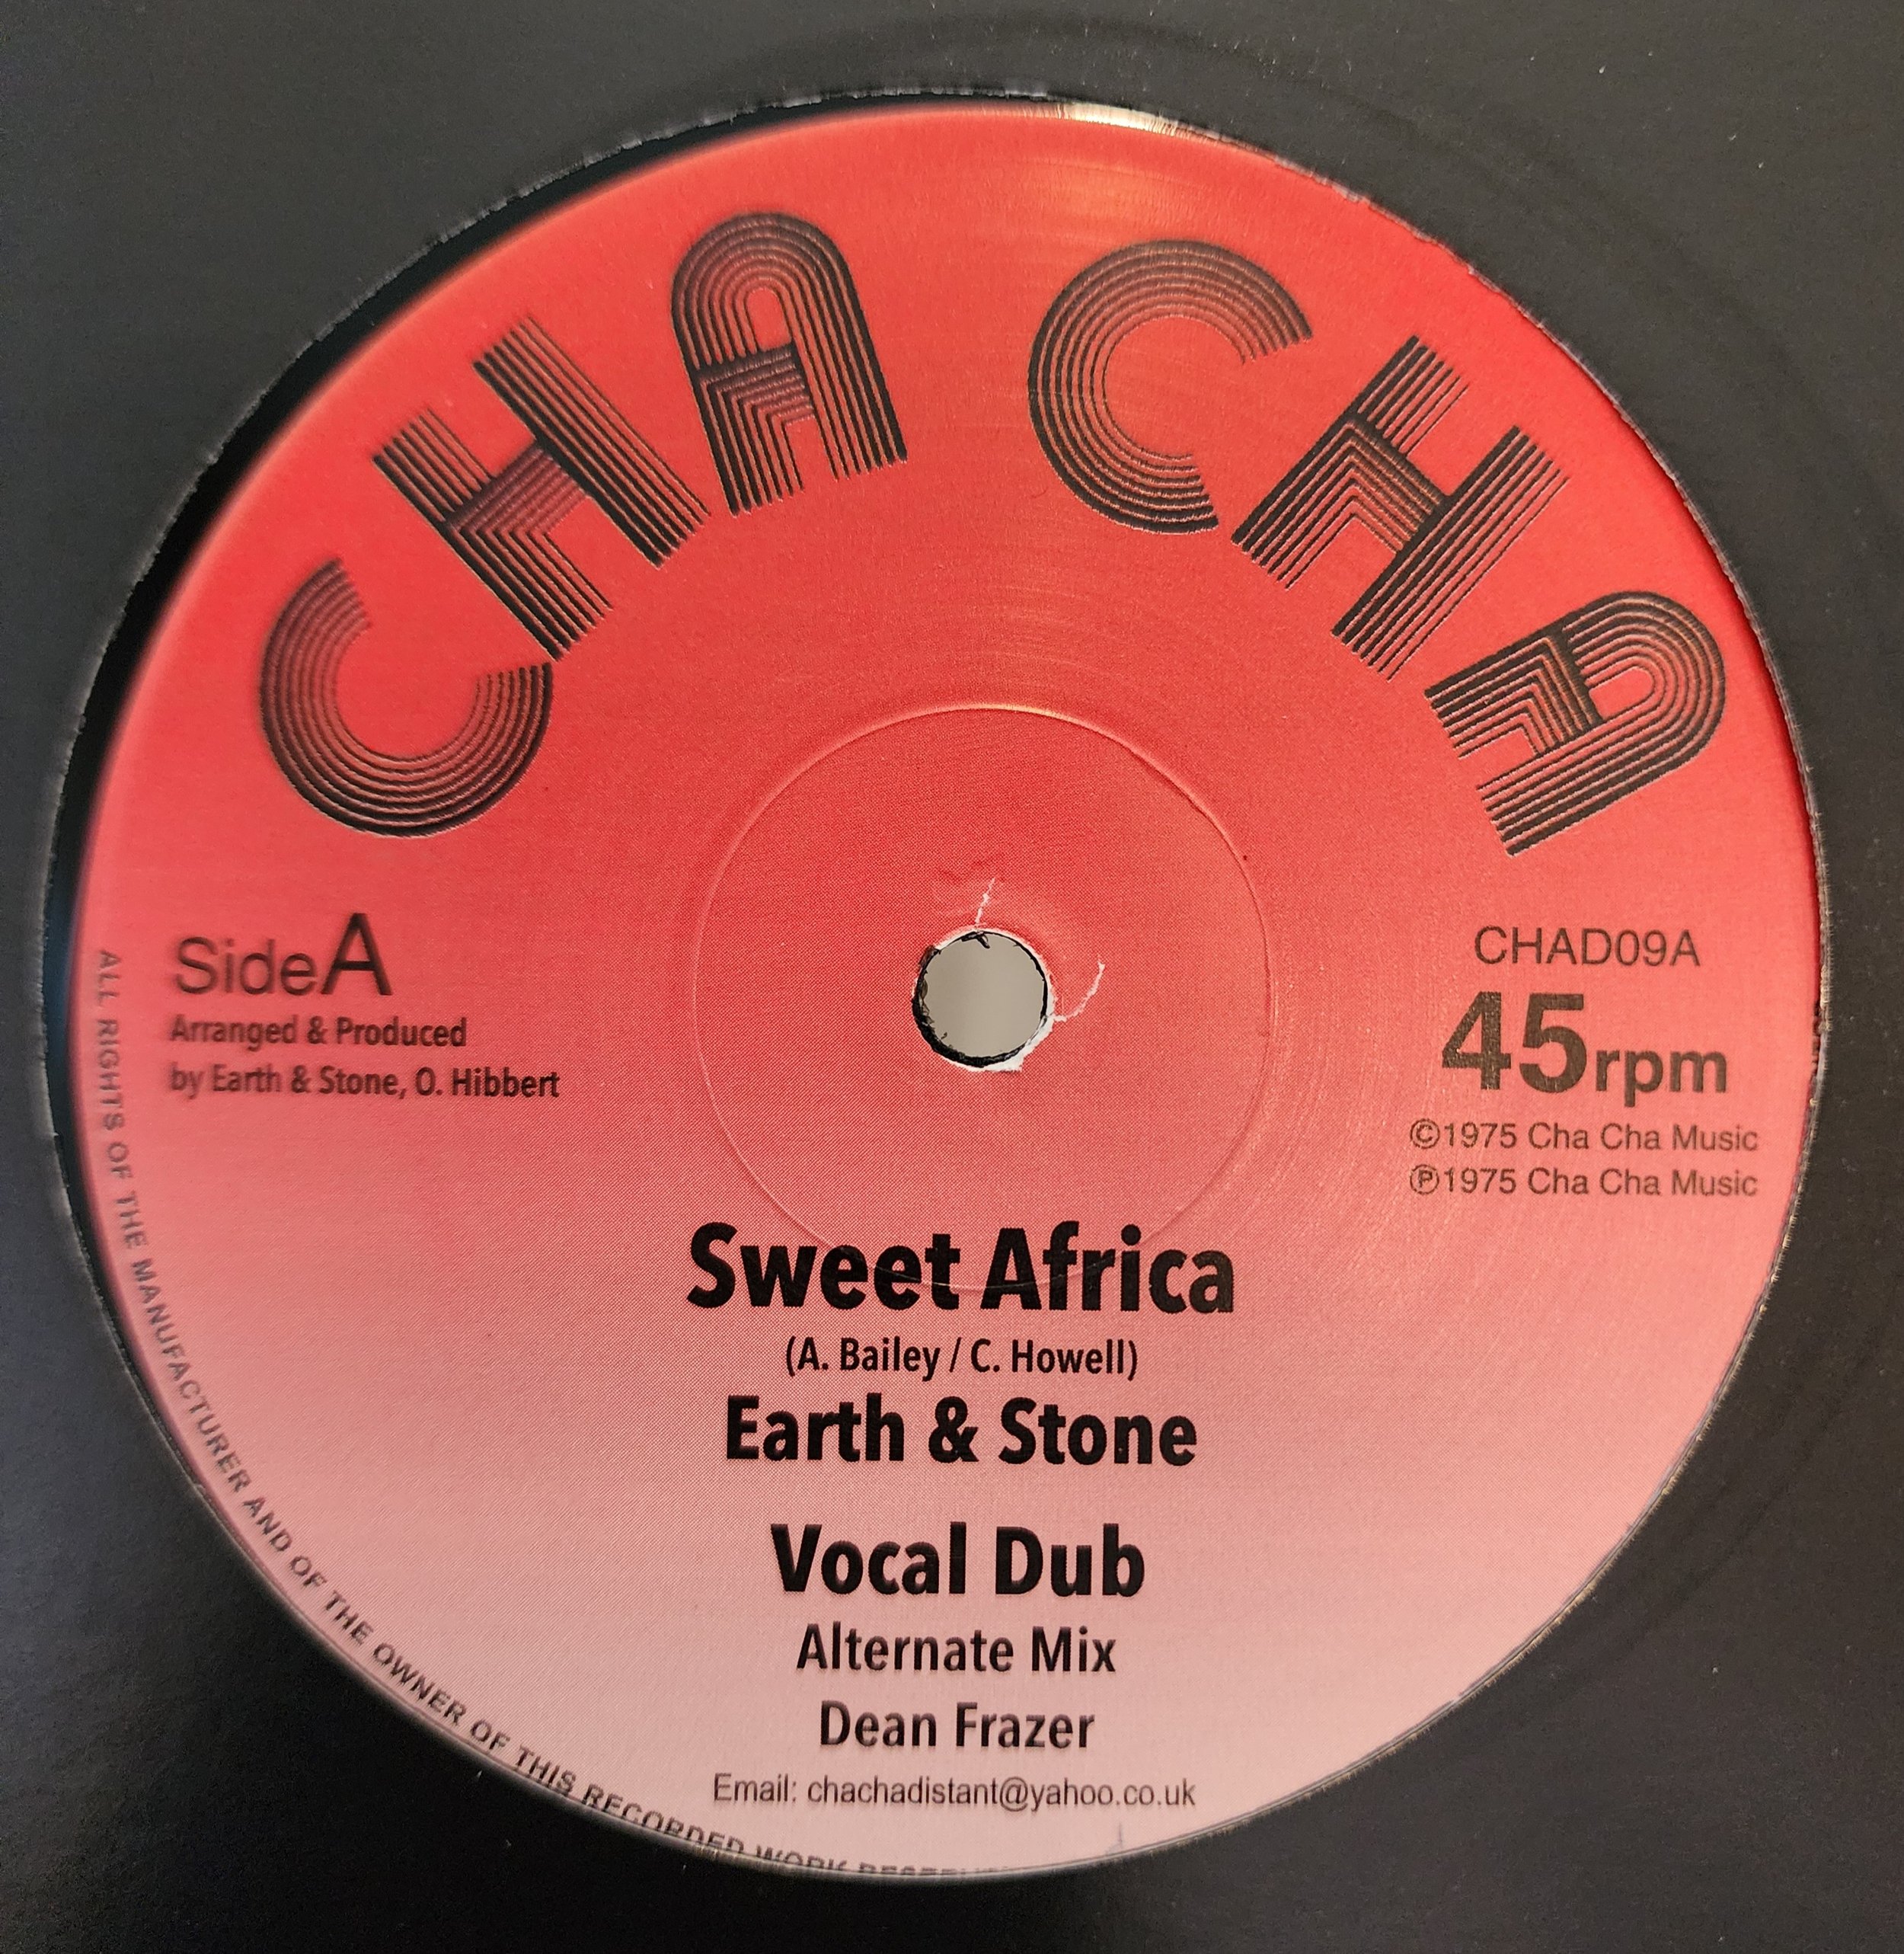 CHA CHA
SideA
Arranged & Produced
by Earth & Stone, O. Hibbert
CHAD09A
45rpm
©1975 Cha Cha Music
℗1975 Cha Cha Music
Sweet Africa
(A. Bailey / C. Howell)
Earth & Stone
Vocal Dub
Alternate Mix
Dean Frazer
Email: chachadistant@yahoo.co.uk
ALL RIGHTS OF THE MANUFACTURER AND OF THE OWNER OF THIS RECORDED WORK